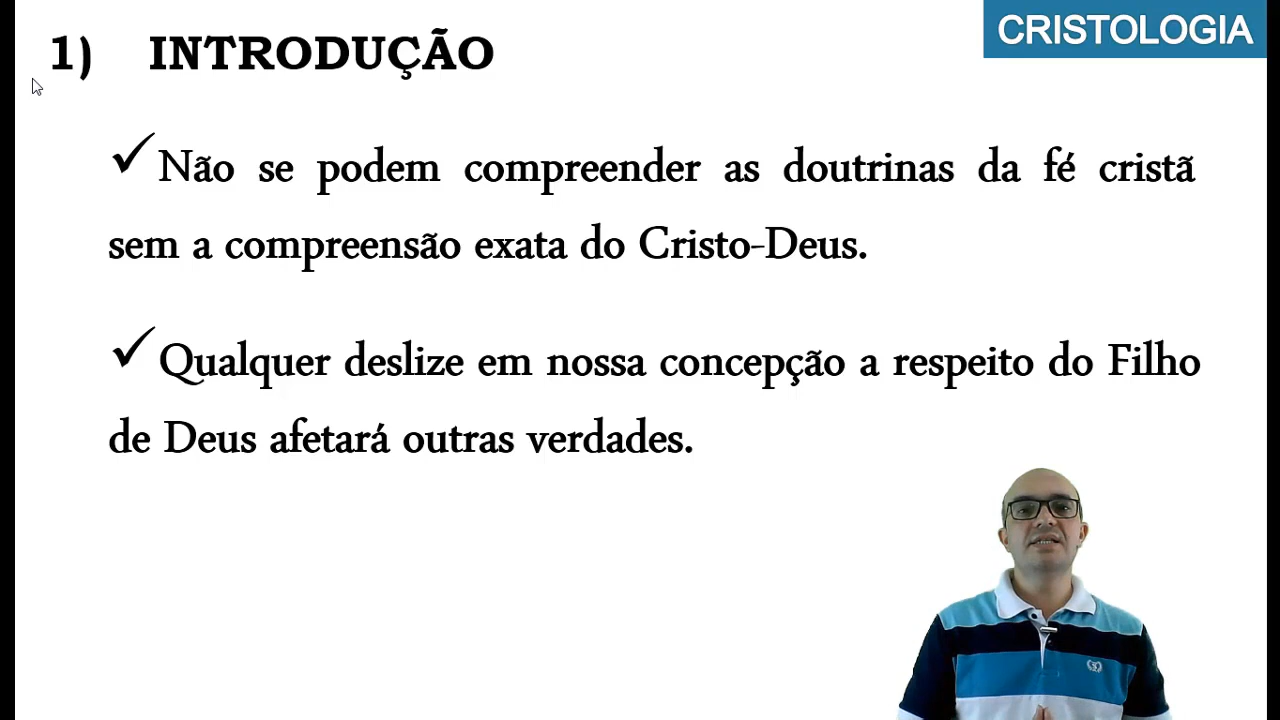 CRISTOLOGIA
1) INTRODUÇÃO
✓Não se podem compreender as doutrinas da fé cristã
sem a compreensão exata do Cristo-Deus.
✓Qualquer deslize em nossa concepção a respeito do Filho
de Deus afetará outras verdades.